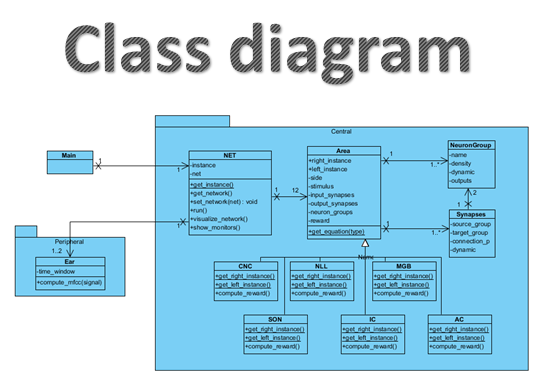 Class diagram
Central
Main
1
1
NET
-instance
-net
+get_instance()
+get_network()
+set_network(net) : void
+run()
+visualize_network()
+show_monitors()
1
12
Area
+right_instance
+left_instance
-side
-stimulus
-input_synapses
-output_synapses
-neuron_groups
-reward
+get_equation(type)
1
1..*
NeuronGroup
-name
-density
-dynamic
-outputs
2
1
1
1..*
Synapses
-source_group
-target_group
-connection_p
-dynamic
1
Peripheral
1..2
Ear
-time_window
+compute_mfcc(signal)
Name
CNC
+get_right_instance()
+get_left_instance()
+compute_reward()
NLL
+get_right_instance()
+get_left_instance()
+compute_reward()
MGB
+get_right_instance()
+get_left_instance()
+compute_reward()
SON
+get_right_instance()
+get_left_instance()
+compute_reward()
IC
+get_right_instance()
+get_left_instance()
+compute_reward()
AC
+get_right_instance()
+get_left_instance()
+compute_reward()